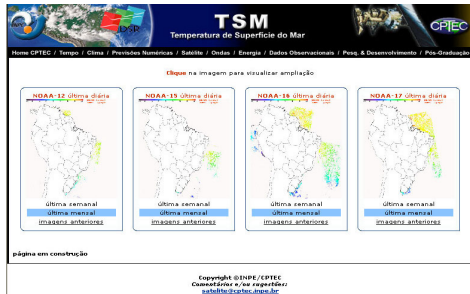 DSA
TSM
Temperatura de Superfície do Mar
CPTEC
Home CPTEC / Tempo / Clima / Previsões Numéricas / Satélite / Ondas / Energia / Dados Observacionais / Pesq. & Desenvolvimento / Pós-Graduação
Clique na imagem para visualizar ampliação
NOAA-12 última diária
última semanal
última mensal
imagens anteriores
NOAA-15 última diária
última semanal
última mensal
imagens anteriores
NOAA-16 última diária
última semanal
última mensal
imagens anteriores
NOAA-17 última diária
última semanal
última mensal
imagens anteriores
página em construção
Copyright ©INPE/CPTEC
Comentários e/ou sugestões:
satelite@cptec.inpe.br